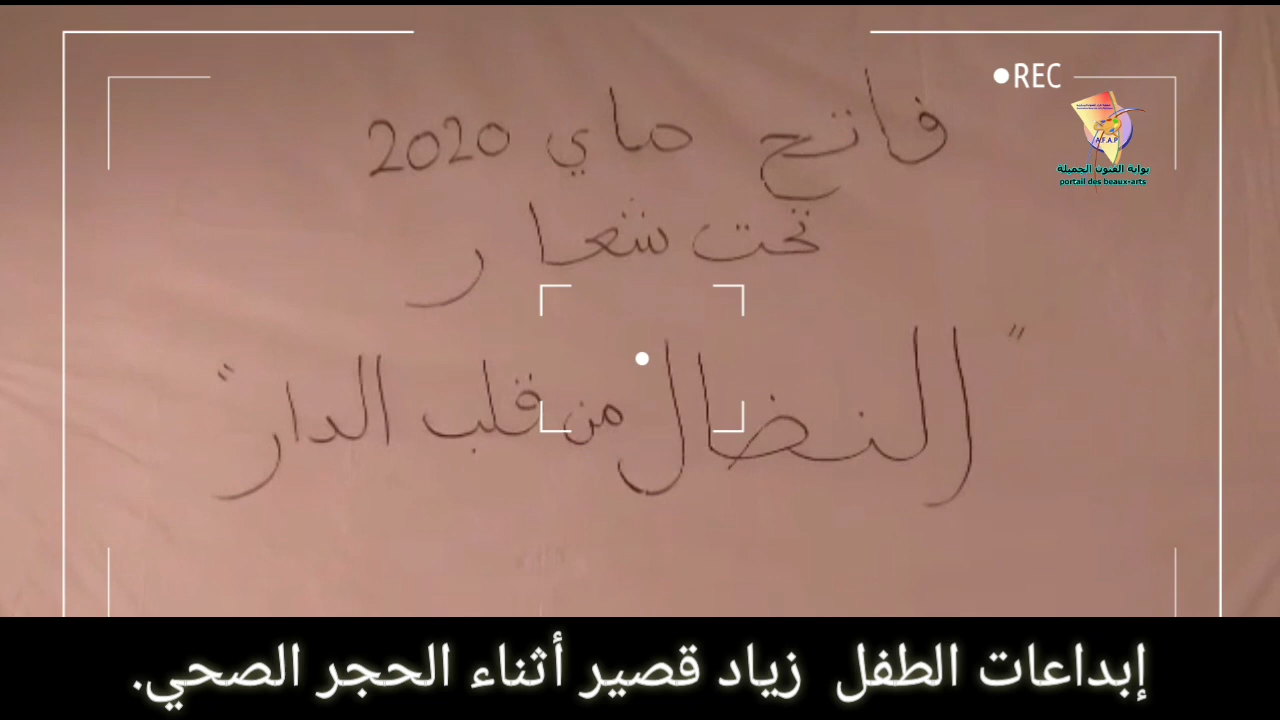 REC
بوابة الفنون الجميلة
portail des beaux-arts
فاتح ماي 2020
تحت شعار
"النضال من قلب الدار"
إبداعات الطفل زياد قصير أثناء الحجر الصحي.